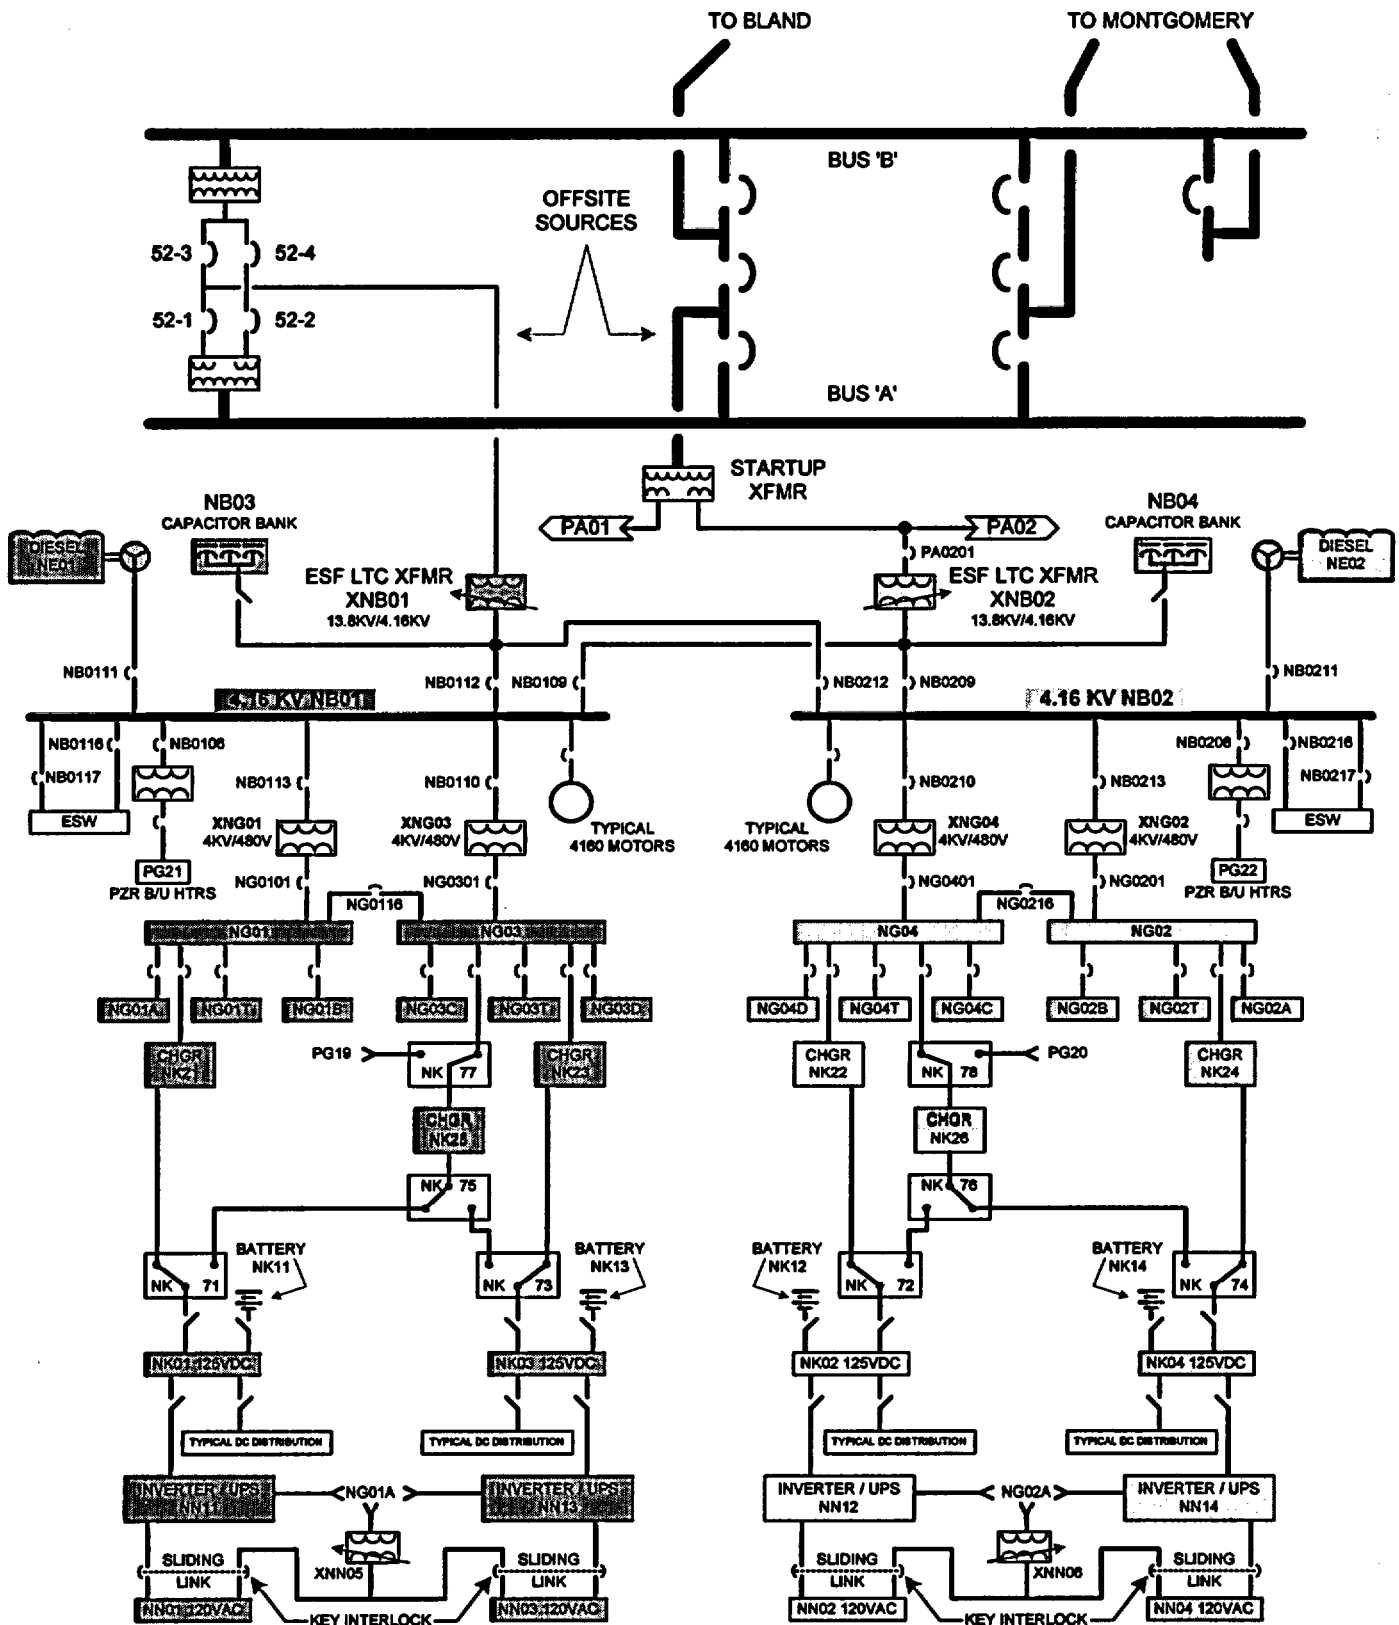 TO BLAND
TO MONTGOMERY
BUS 'B'
OFFSITE
SOURCES
52-3
52-4
52-1
52-2
BUS 'A'
STARTUP
XFMR
NB03
CAPACITOR BANK
NB04
CAPACITOR BANK
PA01
PA02
DIESEL
NE01
DIESEL
NE02
PA0201
ESF LTC XFMR
XNB01
13.8KV/4.16KV
ESF LTC XFMR
XNB02
13.8KV/4.16KV
NB0111
NB0112
NB0109
NB0212
NB0209
NB0211
4.16 KV NB01
4.16 KV NB02
NB0116
NB0117
NB0106
NB0113
NB0110
NB0210
NB0213
NB0206
NB0216
NB0217
ESW
XNG01
4KV/480V
XNG03
4KV/480V
TYPICAL
4160 MOTORS
TYPICAL
4160 MOTORS
XNG04
4KV/480V
XNG02
4KV/480V
ESW
PG21
PZR B/U HTRS
NG0101
NG0116
NG0301
NG0401
NG0216
NG0201
PG22
PZR B/U HTRS
NG01
NG03
NG04
NG02
NG01A
NG01T
NG01B
NG03C
NG03T
NG03D
NG04D
NG04T
NG04C
NG02B
NG02T
NG02A
CHGR
NK21
PG19
NK 77
CHGR
NK23
CHGR
NK22
NK 78
PG20
CHGR
NK24
CHGR
NK25
CHGR
NK26
NK 75
NK 76
NK 71
BATTERY
NK11
NK 73
BATTERY
NK13
BATTERY
NK12
NK 72
BATTERY
NK14
NK 74
NK01 125VDC
NK03 125VDC
NK02 125VDC
NK04 125VDC
TYPICAL DC DISTRIBUTION
TYPICAL DC DISTRIBUTION
TYPICAL DC DISTRIBUTION
TYPICAL DC DISTRIBUTION
INVERTER / UPS
NN11
NG01A
INVERTER / UPS
NN13
INVERTER / UPS
NN12
NG02A
INVERTER / UPS
NN14
SLIDING
LINK
XNN05
SLIDING
LINK
SLIDING
LINK
XNN06
SLIDING
LINK
NN01 120VAC
KEY INTERLOCK
NN03 120VAC
NN02 120VAC
KEY INTERLOCK
NN04 120VAC